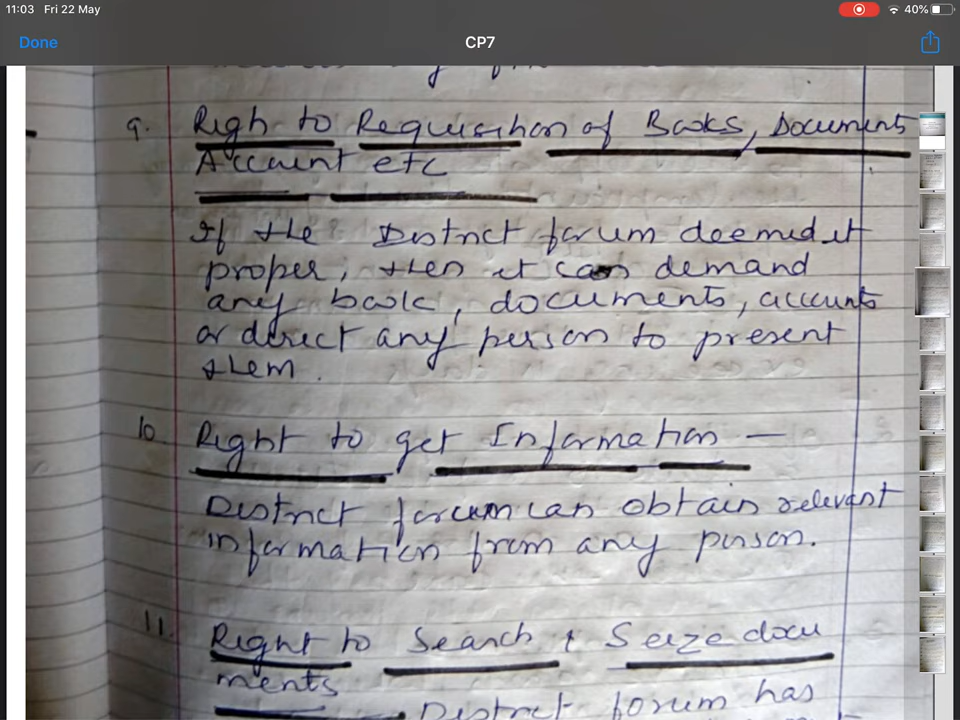 11:03 Fri 22 May 40%
Done CP7
9. Righ to Requisition of Books, Documents
Account etc
If the District forum deemed it
proper, then it can demand
any book, documents, accounts
or direct any person to present
them.
10 Right to get Information —
District forum can obtain relevant
information from any person.
11. Right to Search & Seize docu
ments
District forum has